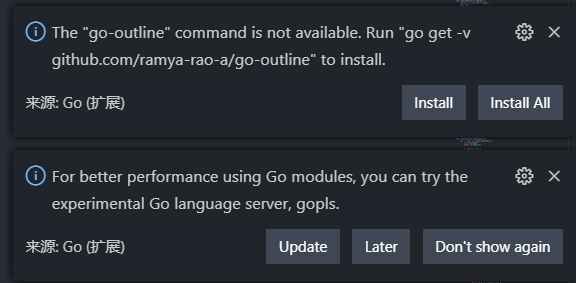 The "go-outline" command is not available. Run "go get -v
github.com/ramya-rao-a/go-outline" to install.
来源: Go (扩展)
Install
Install All
For better performance using Go modules, you can try the
experimental Go language server, gopls.
来源: Go (扩展)
Update
Later
Don't show again